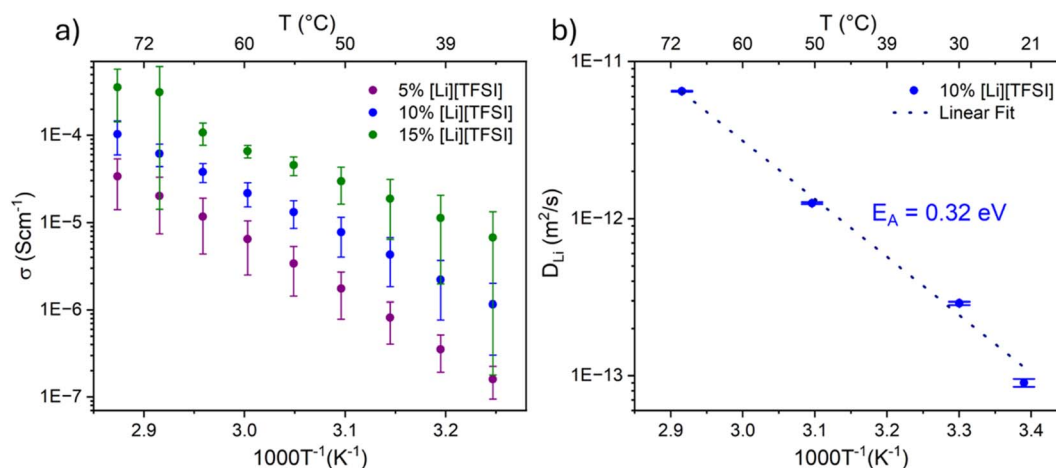 a)
T (°C)
72 60 50 39
5% [Li][TFSI]
10% [Li][TFSI]
15% [Li][TFSI]
1E-4
1E-5
1E-6
1E-7
σ (Scm⁻¹)
2.9 3.0 3.1 3.2
1000T⁻¹(K⁻¹)
b)
T (°C)
72 60 50 39 30 21
1E-11
10% [Li][TFSI]
Linear Fit
1E-12
E_A = 0.32 eV
1E-13
D_Li (m²/s)
2.9 3.0 3.1 3.2 3.3 3.4
1000T⁻¹(K⁻¹)